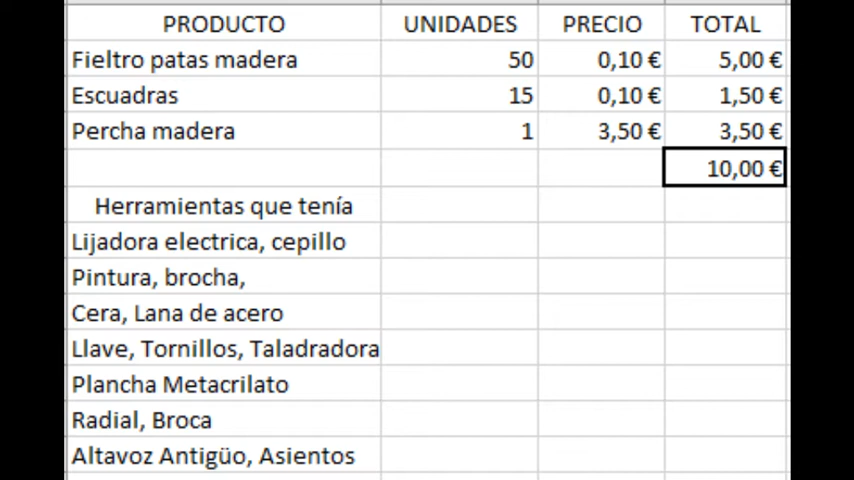 PRODUCTO UNIDADES PRECIO TOTAL
Fieltro patas madera 50 0,10 € 5,00 €
Escuadras 15 0,10 € 1,50 €
Percha madera 1 3,50 € 3,50 €
10,00 €
Herramientas que tenía
Lijadora electrica, cepillo
Pintura, brocha,
Cera, Lana de acero
Llave, Tornillos, Taladradora
Plancha Metacrilato
Radial, Broca
Altavoz Antigüo, Asientos